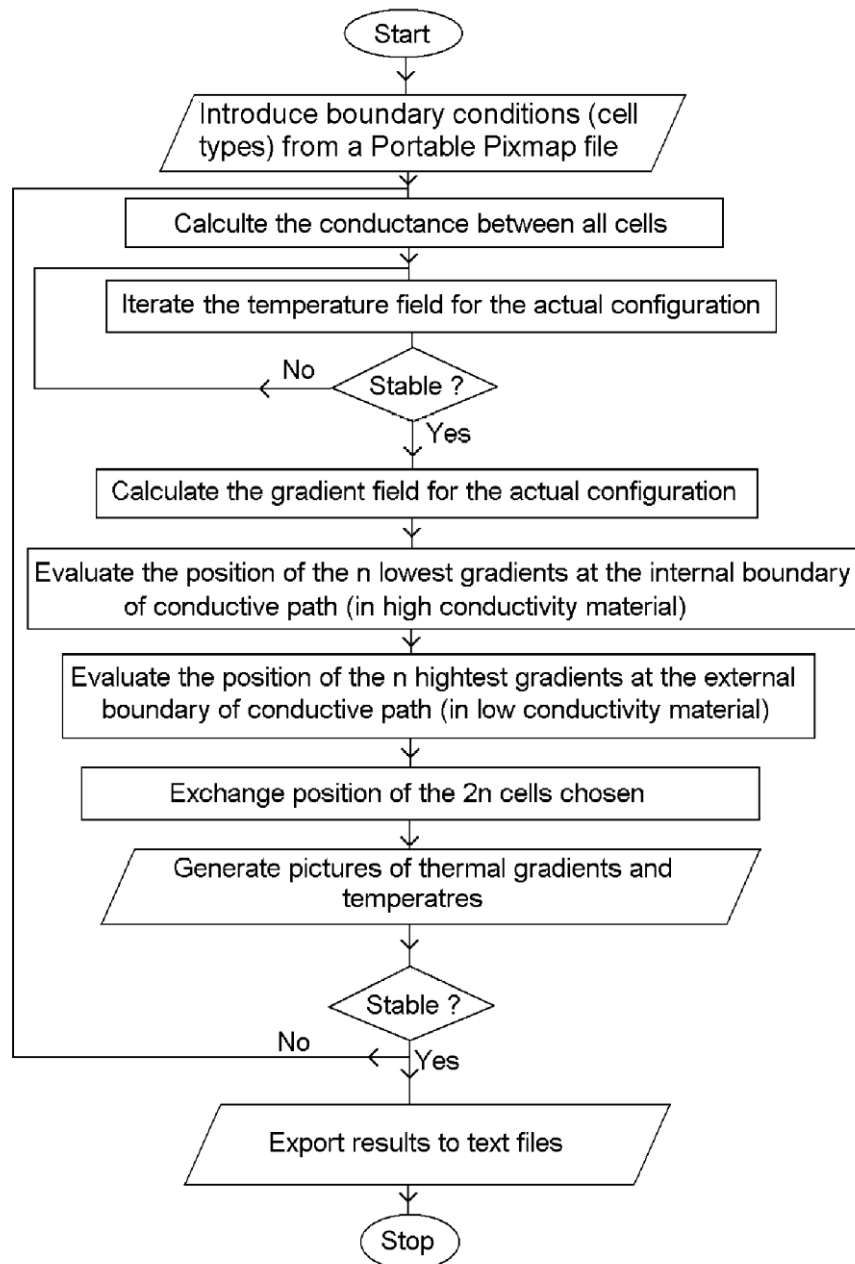 Start
Introduce boundary conditions (cell
types) from a Portable Pixmap file
Calculte the conductance between all cells
Iterate the temperature field for the actual configuration
No
Stable ?
Yes
Calculate the gradient field for the actual configuration
Evaluate the position of the n lowest gradients at the internal boundary
of conductive path (in high conductivity material)
Evaluate the position of the n hightest gradients at the external
boundary of conductive path (in low conductivity material)
Exchange position of the 2n cells chosen
Generate pictures of thermal gradients and
temperatres
Stable ?
No
Yes
Export results to text files
Stop